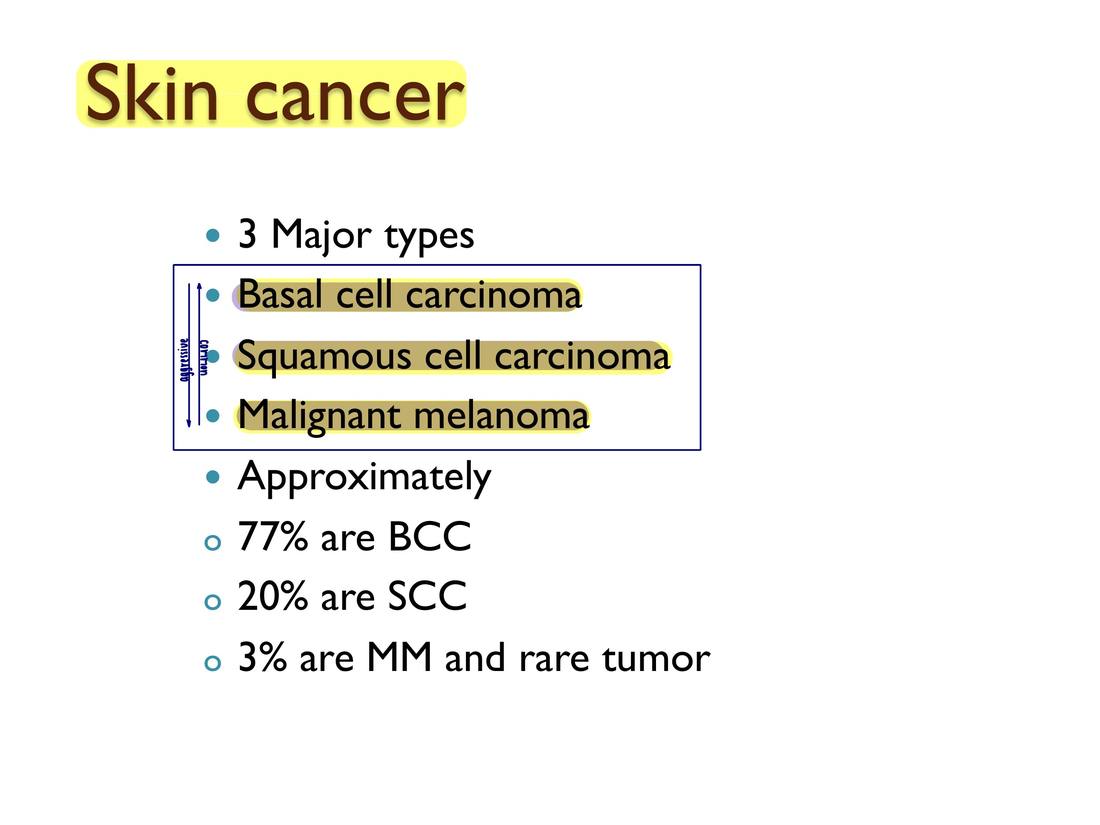 Skin cancer
• 3 Major types
• Basal cell carcinoma
• Squamous cell carcinoma
• Malignant melanoma
aggressive
common
• Approximately
o 77% are BCC
o 20% are SCC
o 3% are MM and rare tumor